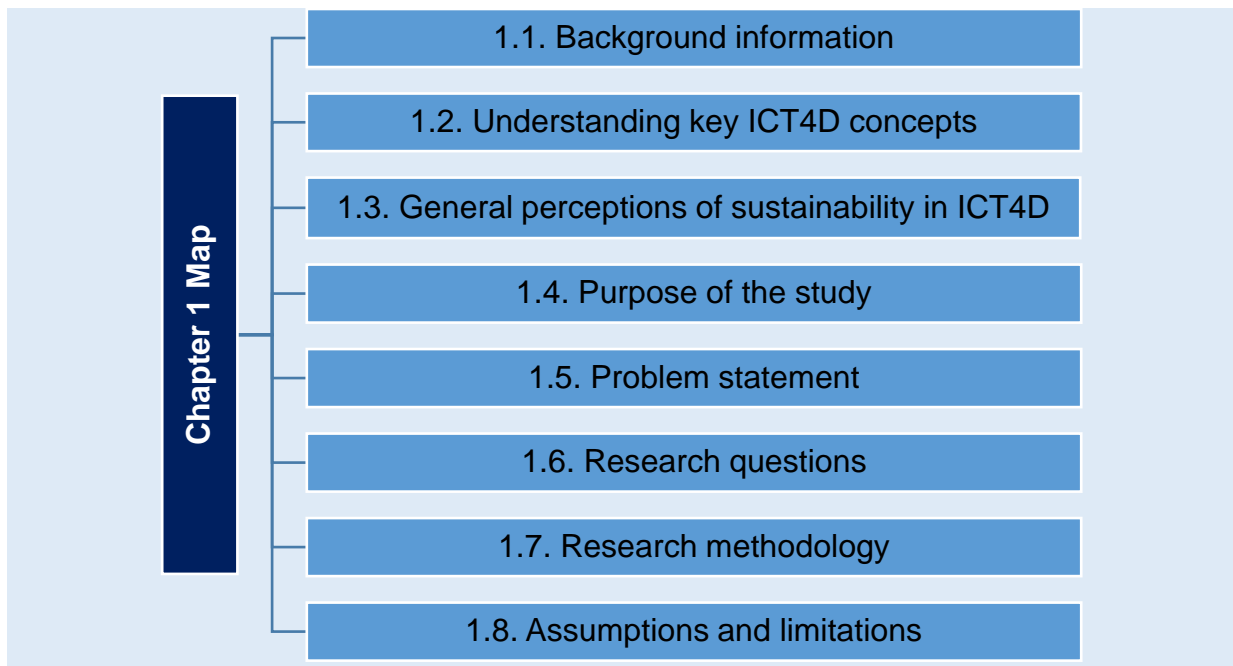 Chapter 1 Map
1.1. Background information
1.2. Understanding key ICT4D concepts
1.3. General perceptions of sustainability in ICT4D
1.4. Purpose of the study
1.5. Problem statement
1.6. Research questions
1.7. Research methodology
1.8. Assumptions and limitations